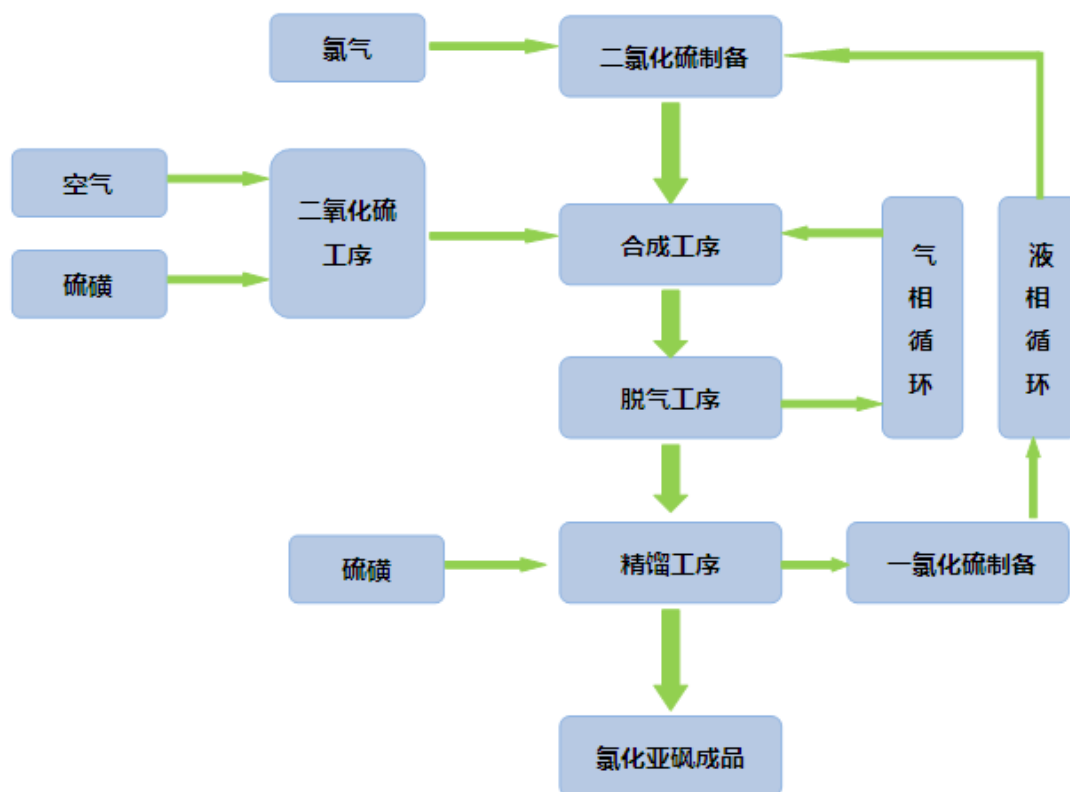 氯气
二氯化硫制备
空气
二氧化硫
工序
硫磺
合成工序
气
相
循
环
液
相
循
环
脱气工序
硫磺
精馏工序
一氯化硫制备
氯化亚砜成品